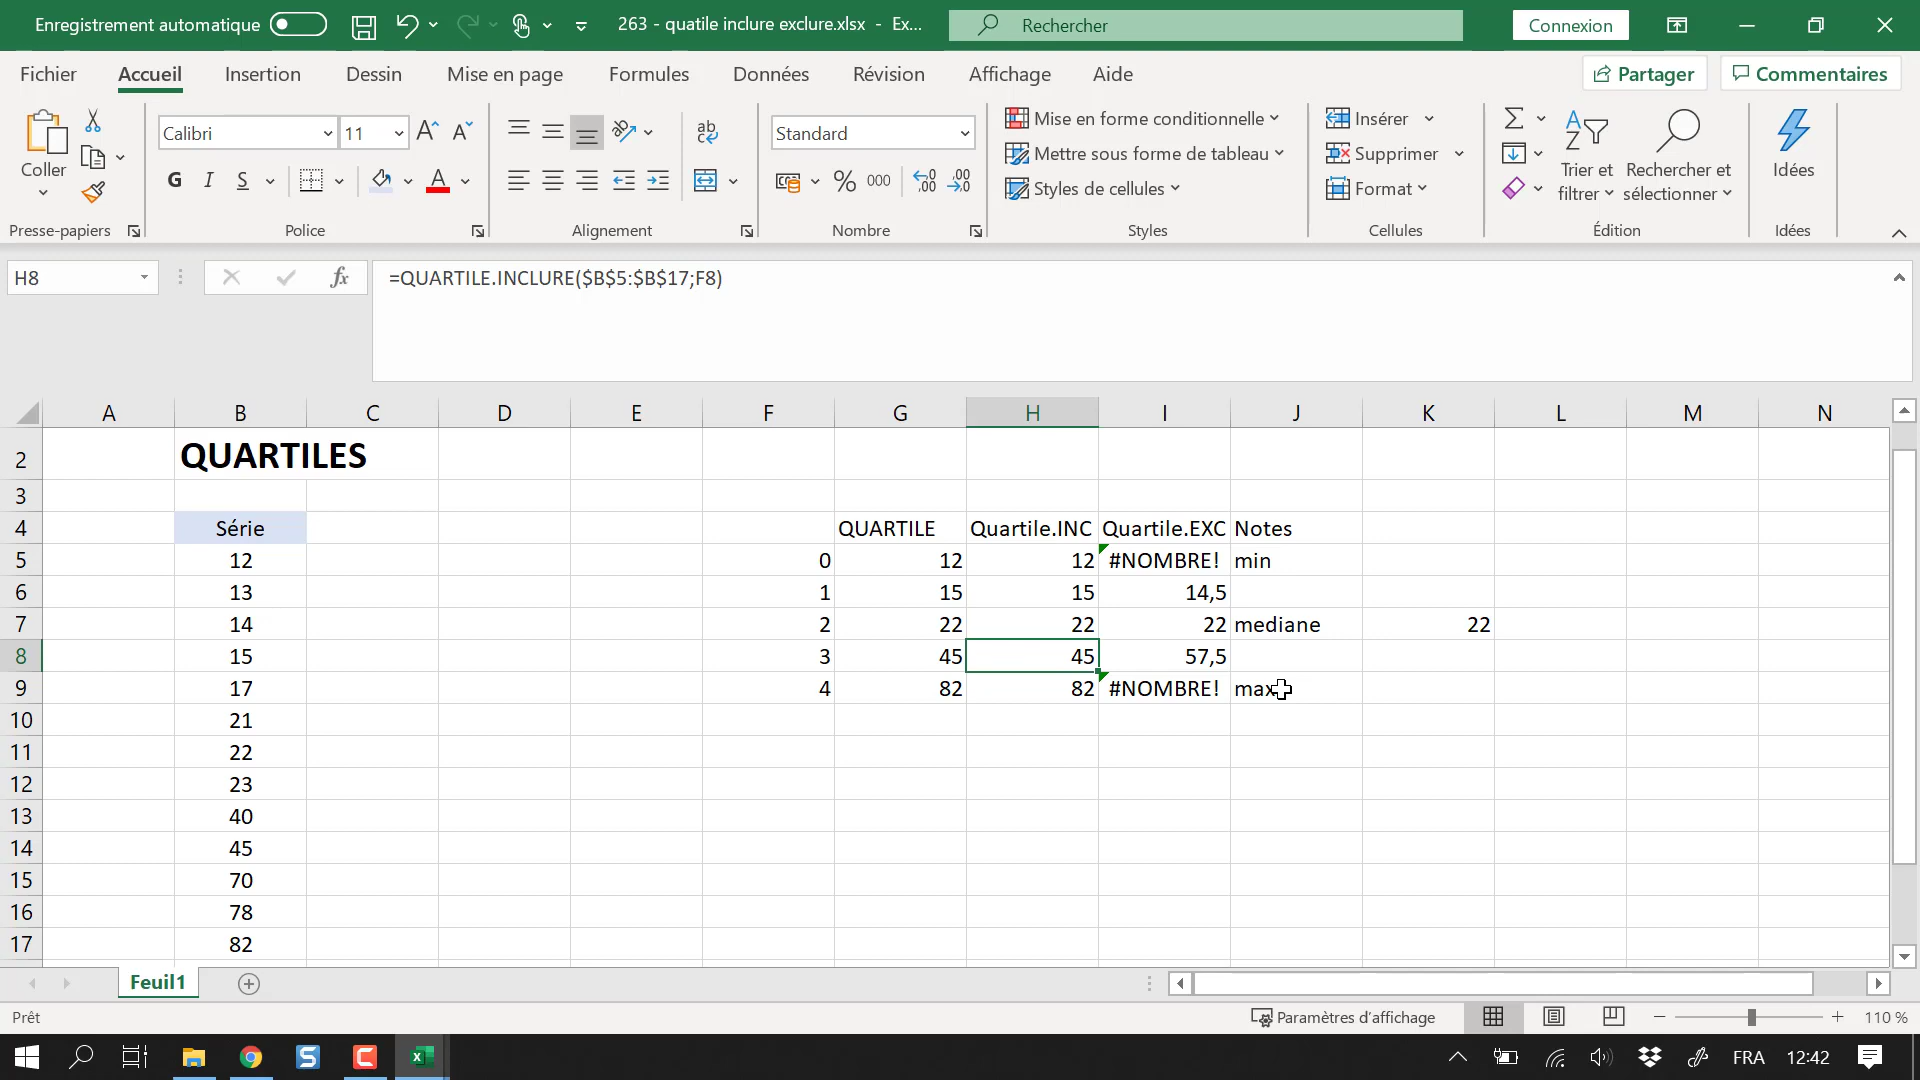 Enregistrement automatique
263 - quatile inclure exclure.xlsx - Ex...
Rechercher
Connexion
Fichier Accueil Insertion Dessin Mise en page Formules Données Révision Affichage Aide
Partager Commentaires
Coller
Presse-papiers
Calibri 11
G I S
Police
ab
Alignement
Standard
% 000
Nombre
Mise en forme conditionnelle
Mettre sous forme de tableau
Styles de cellules
Styles
Insérer
Supprimer
Format
Cellules
Trier et
filtrer
Rechercher et
sélectionner
Édition
Idées
Idées
H8
fx
=QUARTILE.INCLURE($B$5:$B$17;F8)
A B C D E F G H I J K L M N
2 QUARTILES
3
4 Série QUARTILE Quartile.INC Quartile.EXC Notes
5 12 0 12 12 #NOMBRE! min
6 13 1 15 15 14,5
7 14 2 22 22 22 mediane 22
8 15 3 45 45 57,5
9 17 4 82 82 #NOMBRE! max
10 21
11 22
12 23
13 40
14 45
15 70
16 78
17 82
Feuil1
Prêt
Paramètres d'affichage
110 %
FRA 12:42